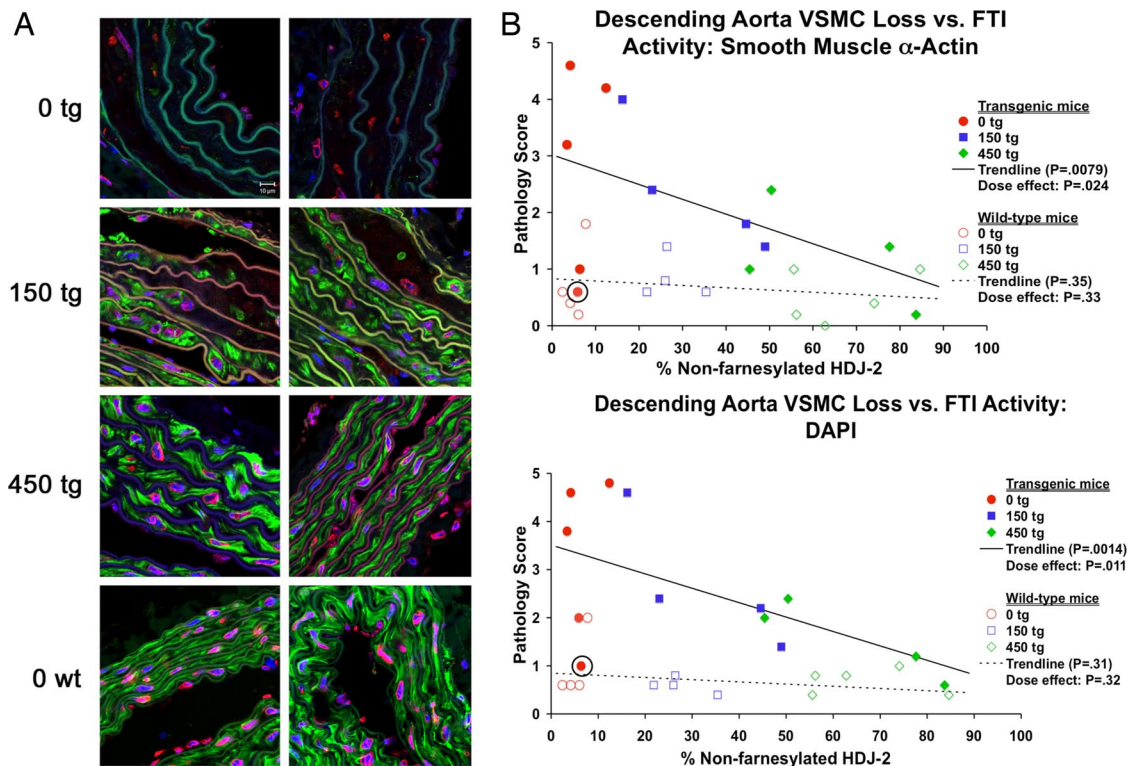 A
0 tg
10 µm
150 tg
450 tg
0 wt
B
Descending Aorta VSMC Loss vs. FTI
Activity: Smooth Muscle α-Actin
Pathology Score
5
4
3
2
1
0
0 10 20 30 40 50 60 70 80 90 100
% Non-farnesylated HDJ-2
Transgenic mice
0 tg
150 tg
450 tg
Trendline (P=.0079)
Dose effect: P=.024
Wild-type mice
0 tg
150 tg
450 tg
Trendline (P=.35)
Dose effect: P=.33
Descending Aorta VSMC Loss vs. FTI Activity:
DAPI
Pathology Score
5
4
3
2
1
0
0 10 20 30 40 50 60 70 80 90 100
% Non-farnesylated HDJ-2
Transgenic mice
0 tg
150 tg
450 tg
Trendline (P=.0014)
Dose effect: P=.011
Wild-type mice
0 tg
150 tg
450 tg
Trendline (P=.31)
Dose effect: P=.32